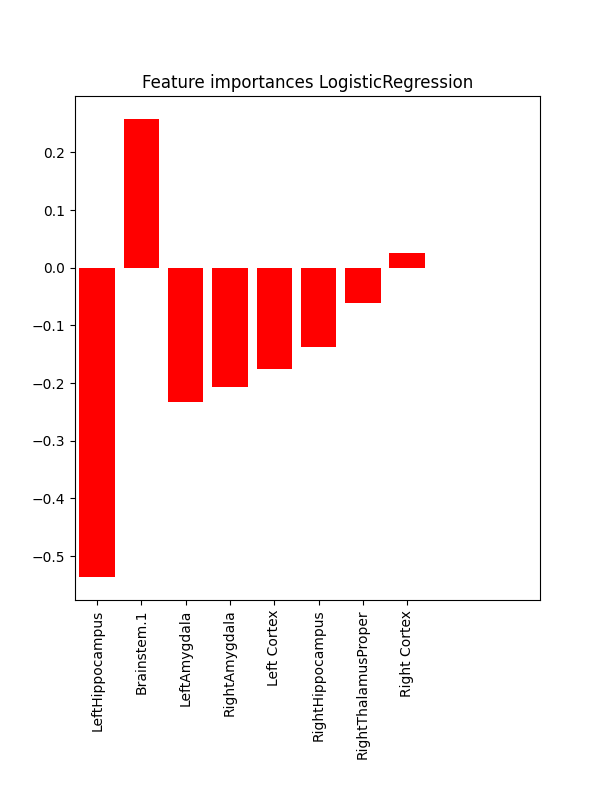 Feature importances LogisticRegression
0.2
0.1
0.0
−0.1
−0.2
−0.3
−0.4
−0.5
LeftHippocampus
Brainstem.1
LeftAmygdala
RightAmygdala
Left Cortex
RightHippocampus
RightThalamusProper
Right Cortex